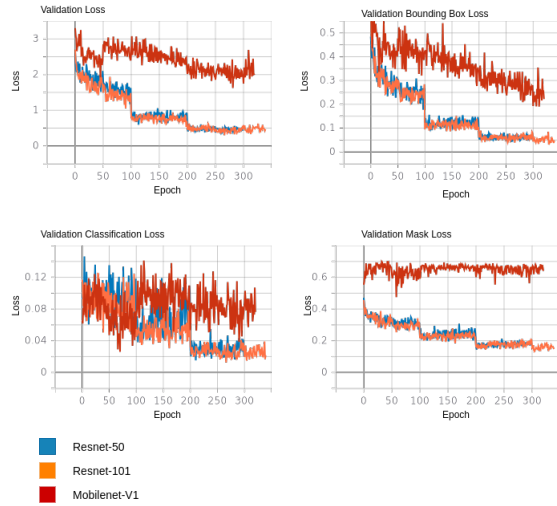 Validation Loss
3
2
1
0
Loss
0 50 100 150 200 250 300
Epoch
Validation Bounding Box Loss
0.5
0.4
0.3
0.2
0.1
0
Loss
0 50 100 150 200 250 300
Epoch
Validation Classification Loss
0.12
0.08
0.04
0
Loss
0 50 100 150 200 250 300
Epoch
Validation Mask Loss
0.6
0.4
0.2
0
Loss
0 50 100 150 200 250 300
Epoch
Resnet-50
Resnet-101
Mobilenet-V1